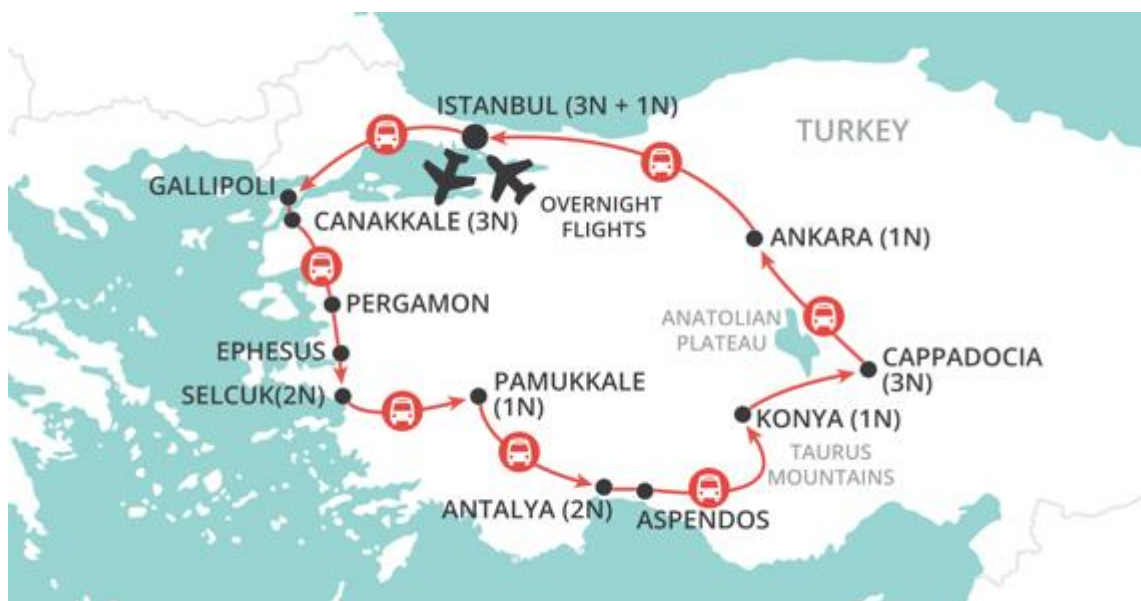 ISTANBUL (3N + 1N)
TURKEY
GALLIPOLI
CANAKKALE (3N)
OVERNIGHT
FLIGHTS
ANKARA (1N)
PERGAMON
ANATOLIAN
PLATEAU
EPHESUS
CAPPADOCIA
(3N)
SELCUK(2N)
PAMUKKALE
(1N)
KONYA (1N)
TAURUS
MOUNTAINS
ANTALYA (2N)
ASPENDOS